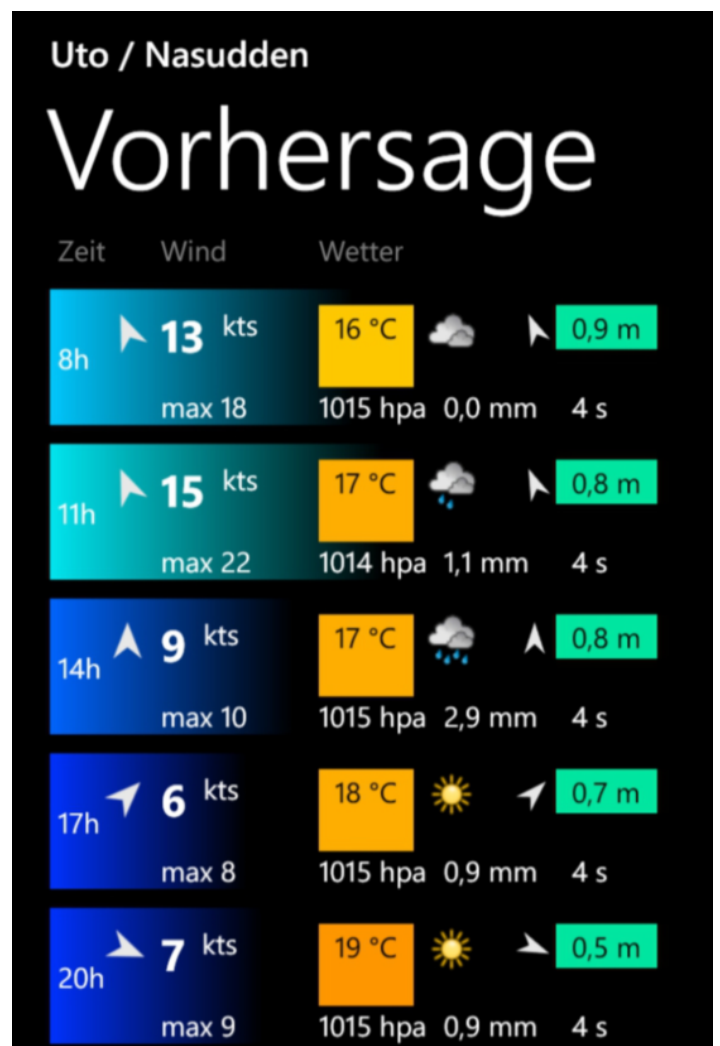 Uto / Nasudden
Vorhersage
Zeit Wind Wetter
8h 13 kts 16 °C 0,9 m
max 18 1015 hpa 0,0 mm 4 s
11h 15 kts 17 °C 0,8 m
max 22 1014 hpa 1,1 mm 4 s
14h 9 kts 17 °C 0,8 m
max 10 1015 hpa 2,9 mm 4 s
17h 6 kts 18 °C 0,7 m
max 8 1015 hpa 0,9 mm 4 s
20h 7 kts 19 °C 0,5 m
max 9 1015 hpa 0,9 mm 4 s